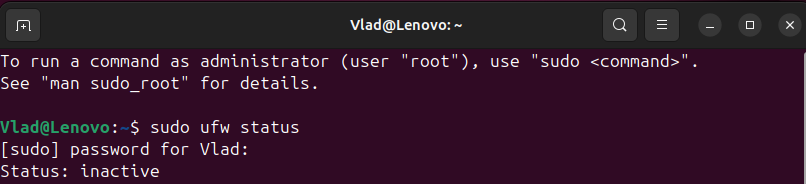 Vlad@Lenovo: ~
To run a command as administrator (user "root"), use "sudo <command>".
See "man sudo_root" for details.
Vlad@Lenovo:~$ sudo ufw status
[sudo] password for Vlad:
Status: inactive